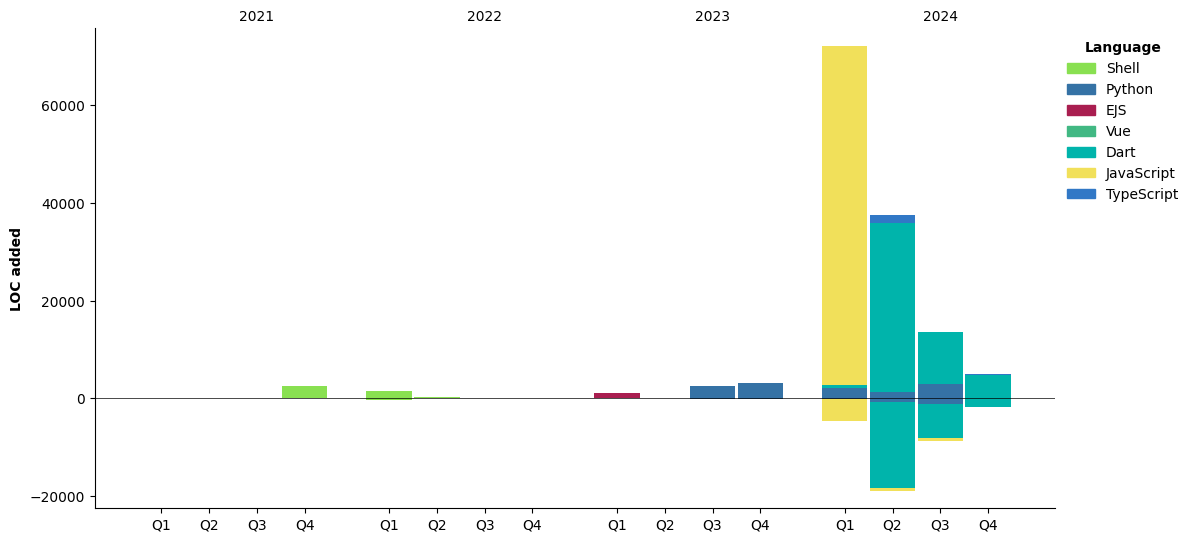 2021 2022 2023 2024
Language
Shell
Python
EJS
Vue
Dart
JavaScript
TypeScript
LOC added
60000
40000
20000
0
−20000
Q1 Q2 Q3 Q4 Q1 Q2 Q3 Q4 Q1 Q2 Q3 Q4 Q1 Q2 Q3 Q4